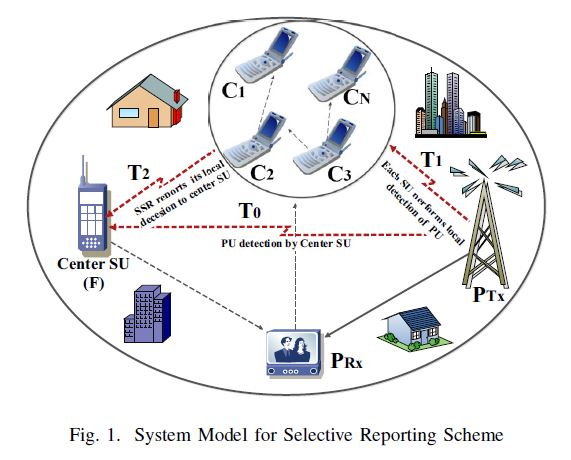 C1
CN
C2
C3
T2
T1
SSR reports its local
decesion to center SU
Each SU performs local
detection of PU
T0
PU detection by Center SU
Center SU
(F)
PTx
PRx
Fig. 1. System Model for Selective Reporting Scheme